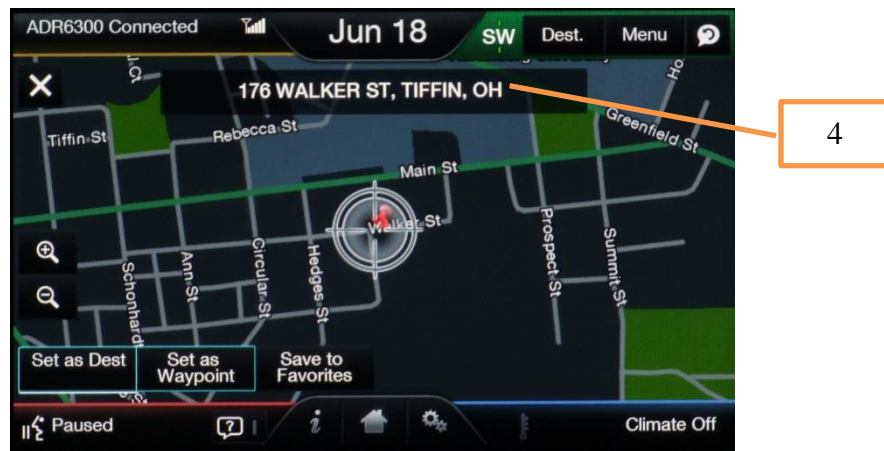 ADR6300 Connected
Jun 18
SW
Dest.
Menu
176 WALKER ST, TIFFIN, OH
4
Tiffin St
Rebecca St
Greenfield St
Main St
Walker St
Prospect St
Summit St
Schonhardt
Ann St
Circular St
Hedges St
Set as Dest
Set as
Waypoint
Save to
Favorites
Paused
?
i
Climate Off